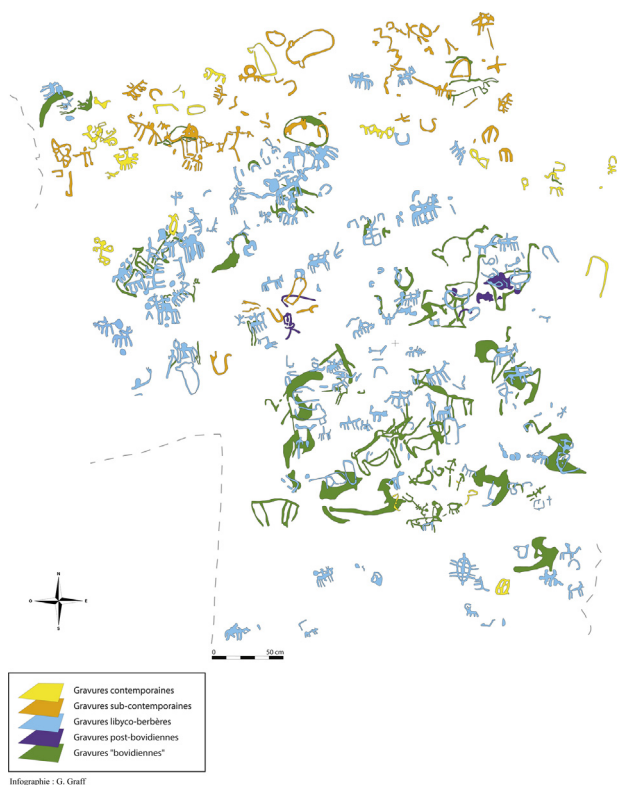 N
O E
S
0 50 cm
Gravures contemporaines
Gravures sub-contemporaines
Gravures libyco-berbères
Gravures post-bovidiennes
Gravures "bovidiennes"
Infographie : G. Graff